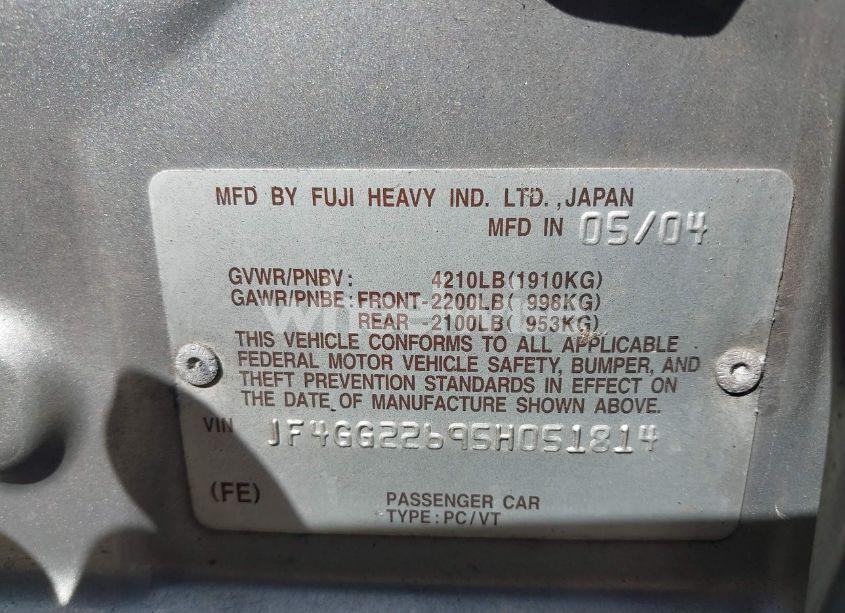 MFD BY FUJI HEAVY IND. LTD.,JAPAN
MFD IN 05/04
GVWR/PNBV: 4210LB(1910KG)
GAWR/PNBE: FRONT-2200LB( 998KG)
REAR -2100LB( 953KG)
THIS VEHICLE CONFORMS TO ALL APPLICABLE
FEDERAL MOTOR VEHICLE SAFETY, BUMPER, AND
THEFT PREVENTION STANDARDS IN EFFECT ON
THE DATE OF MANUFACTURE SHOWN ABOVE.
VIN JF4GG22695H051814
(FE) PASSENGER CAR
TYPE:PC/VT